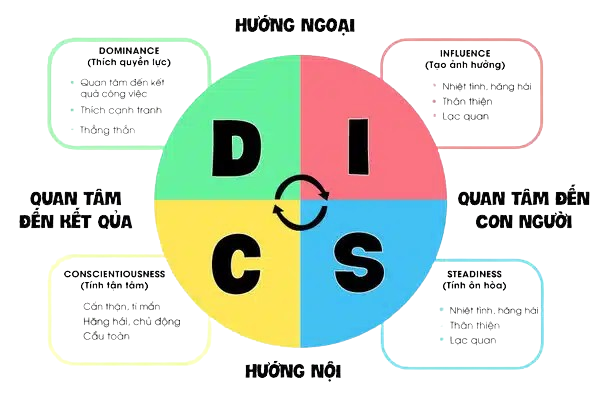 HƯỚNG NGOẠI
DOMINANCE
(Thích quyền lực)
Quan tâm đến kết
quả công việc
Thích cạnh tranh
Thẳng thắn
INFLUENCE
(Tạo ảnh hưởng)
Nhiệt tình, hăng hái
Thân thiện
Lạc quan
D
I
QUAN TÂM
ĐẾN KẾT QỦA
QUAN TÂM ĐẾN
CON NGƯỜI
C
S
CONSCIENTIOUSNESS
(Tính tận tâm)
Cẩn thận, tỉ mẩn
Hăng hái, chủ động
Cầu toàn
STEADINESS
(Tính ôn hòa)
Nhiệt tình, hăng hái
Thân thiện
Lạc quan
HƯỚNG NỘI